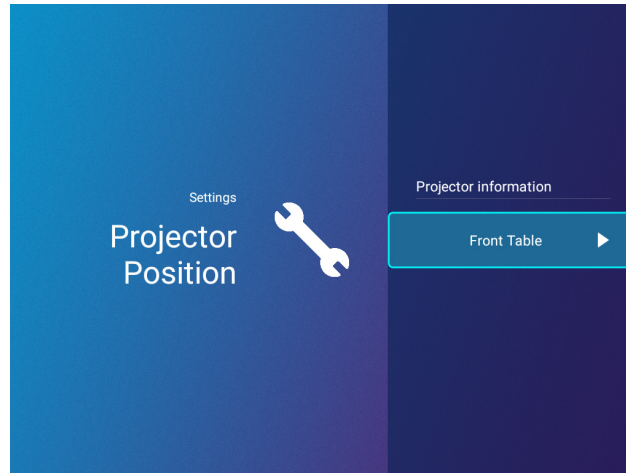 Settings
Projector
Position
Projector information
Front Table